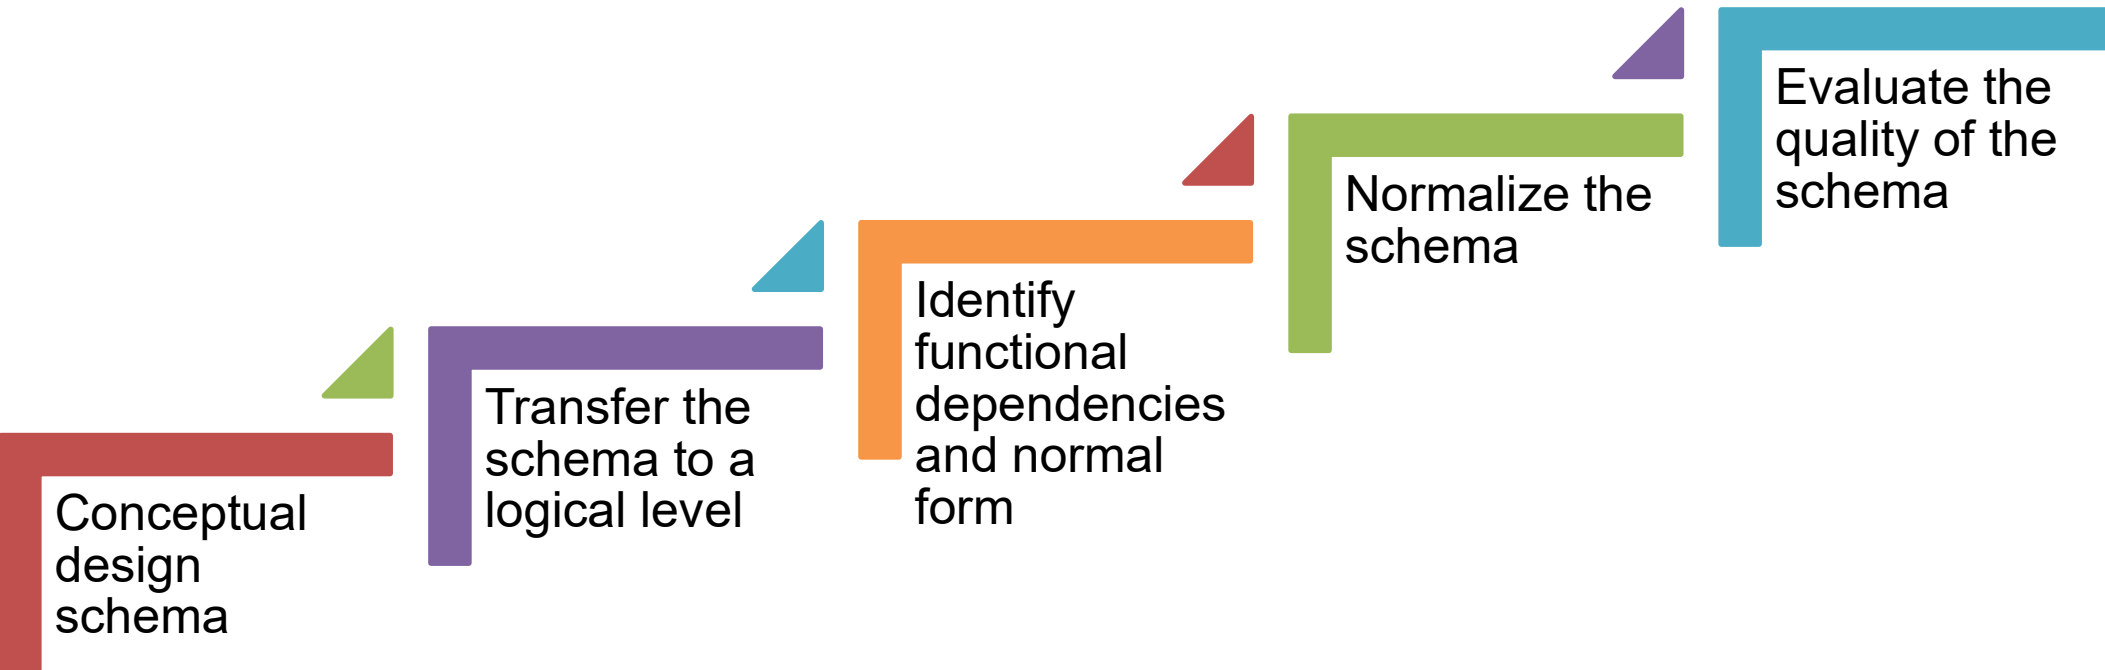 Conceptual
design
schema
Transfer the
schema to a
logical level
Identify
functional
dependencies
and normal
form
Normalize the
schema
Evaluate the
quality of the
schema